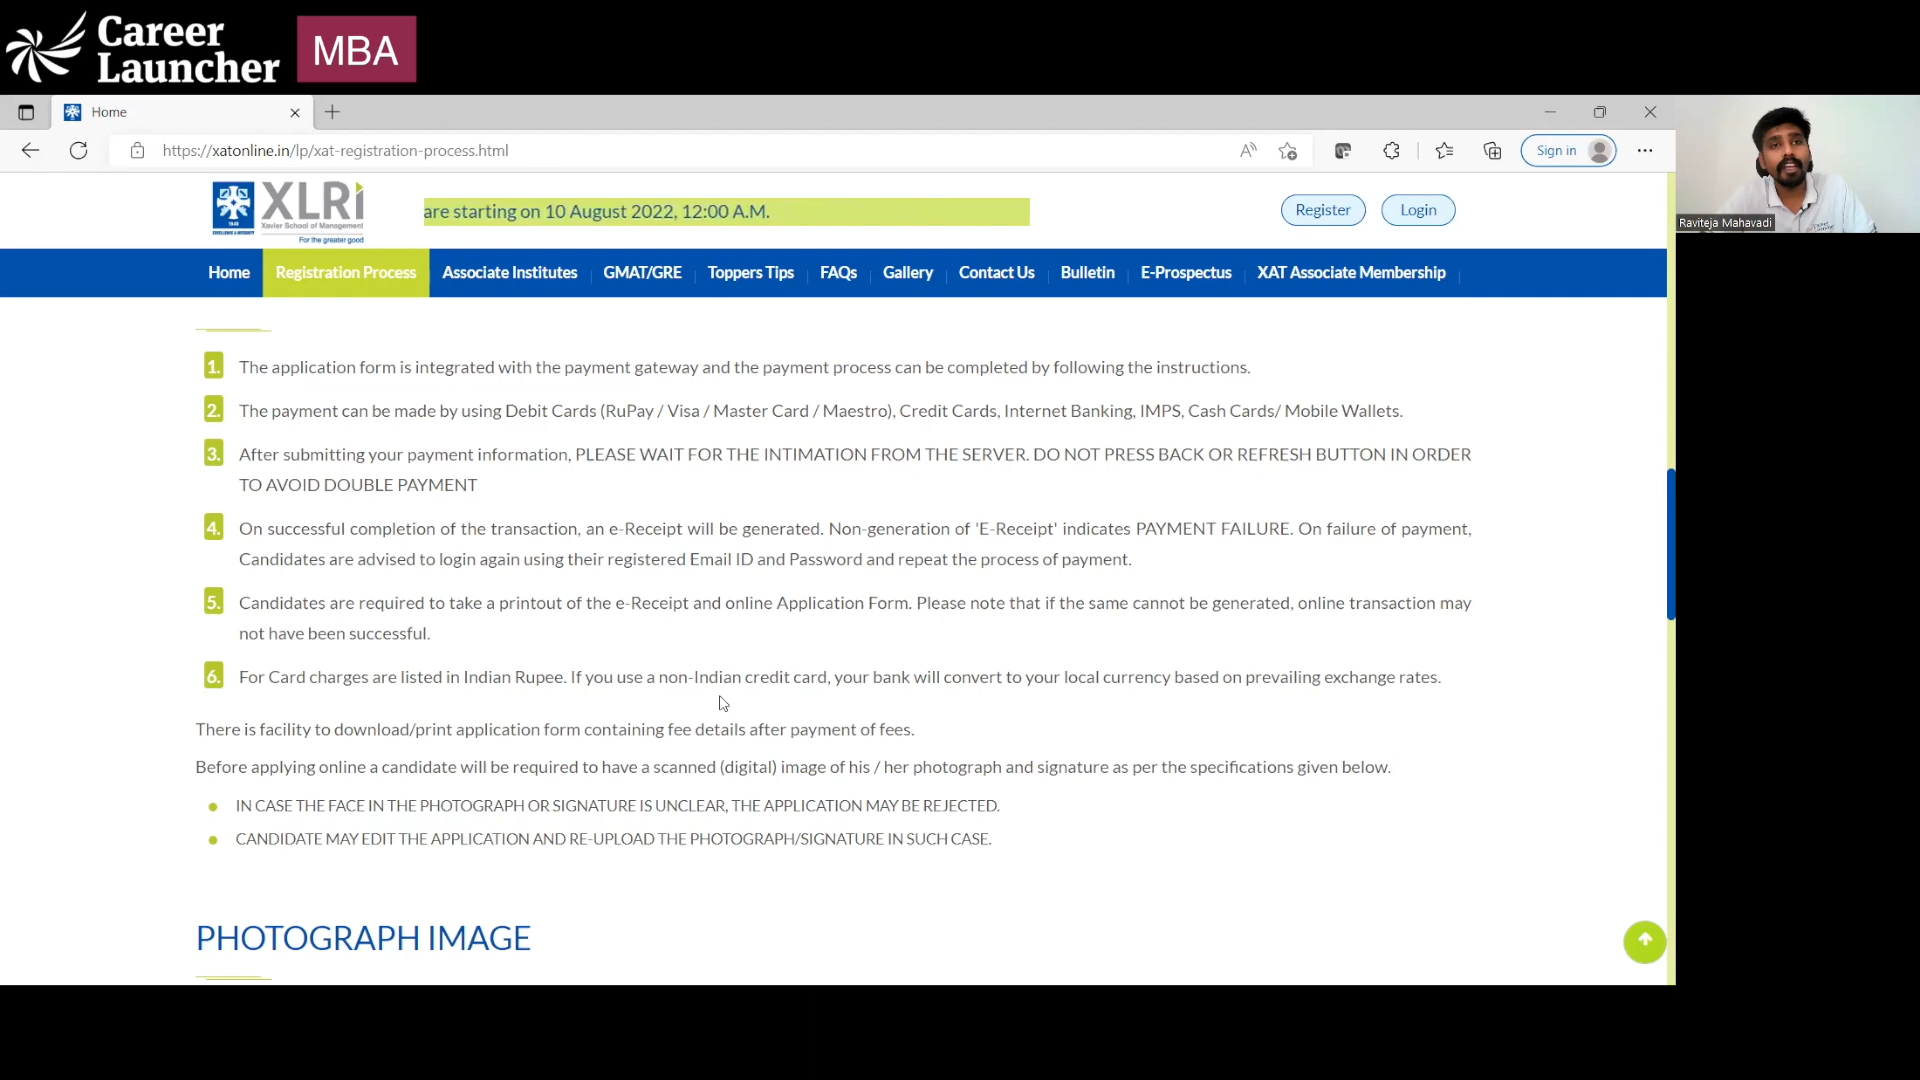 Career
Launcher
MBA
Home
https://xatonline.in/lp/xat-registration-process.html
Sign in
Raviteja Mahavadi
XLRI
Xavier School of Management
For the greater good
are starting on 10 August 2022, 12:00 A.M.
Register
Login
Home
Registration Process
Associate Institutes
GMAT/GRE
Toppers Tips
FAQs
Gallery
Contact Us
Bulletin
E-Prospectus
XAT Associate Membership
1. The application form is integrated with the payment gateway and the payment process can be completed by following the instructions.
2. The payment can be made by using Debit Cards (RuPay / Visa / Master Card / Maestro), Credit Cards, Internet Banking, IMPS, Cash Cards/ Mobile Wallets.
3. After submitting your payment information, PLEASE WAIT FOR THE INTIMATION FROM THE SERVER. DO NOT PRESS BACK OR REFRESH BUTTON IN ORDER
TO AVOID DOUBLE PAYMENT
4. On successful completion of the transaction, an e-Receipt will be generated. Non-generation of 'E-Receipt' indicates PAYMENT FAILURE. On failure of payment,
Candidates are advised to login again using their registered Email ID and Password and repeat the process of payment.
5. Candidates are required to take a printout of the e-Receipt and online Application Form. Please note that if the same cannot be generated, online transaction may
not have been successful.
6. For Card charges are listed in Indian Rupee. If you use a non-Indian credit card, your bank will convert to your local currency based on prevailing exchange rates.
There is facility to download/print application form containing fee details after payment of fees.
Before applying online a candidate will be required to have a scanned (digital) image of his / her photograph and signature as per the specifications given below.
IN CASE THE FACE IN THE PHOTOGRAPH OR SIGNATURE IS UNCLEAR, THE APPLICATION MAY BE REJECTED.
CANDIDATE MAY EDIT THE APPLICATION AND RE-UPLOAD THE PHOTOGRAPH/SIGNATURE IN SUCH CASE.
PHOTOGRAPH IMAGE